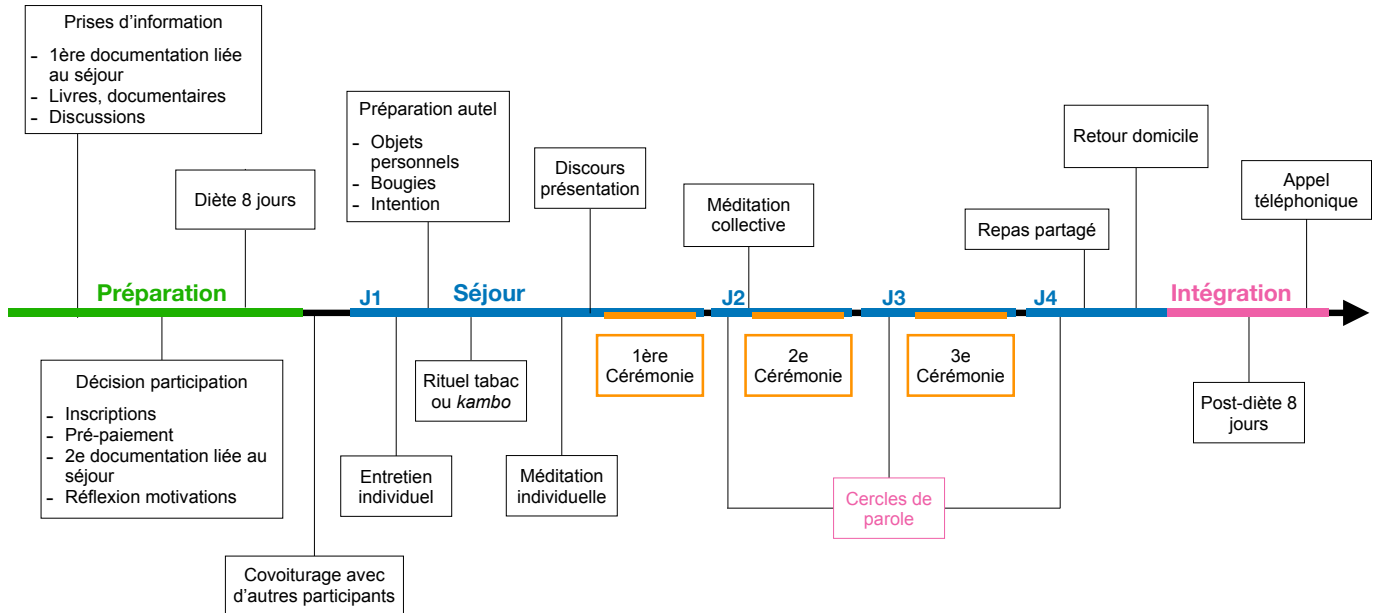 Prises d'information
- 1ère documentation liée
au séjour
- Livres, documentaires
- Discussions
Diète 8 jours
Préparation autel
- Objets
personnels
- Bougies
- Intention
Discours
présentation
Méditation
collective
Repas partagé
Retour domicile
Appel
téléphonique
Préparation
J1
Séjour
J2
J3
J4
Intégration
Décision participation
- Inscriptions
- Pré-paiement
- 2e documentation liée au
séjour
- Réflexion motivations
Covoiturage avec
d'autres participants
Entretien
individuel
Rituel tabac
ou kambo
Méditation
individuelle
1ère
Cérémonie
2e
Cérémonie
3e
Cérémonie
Cercles de
parole
Post-diète 8
jours